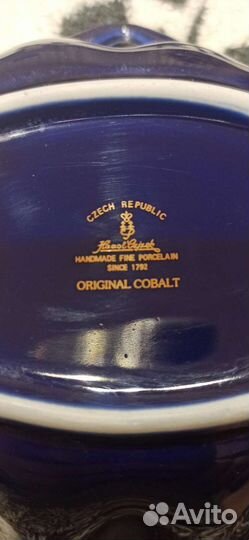 CZECH REPUBLIC
HANDMADE FINE PORCELAIN
SINCE 1792
ORIGINAL COBALT
Avito